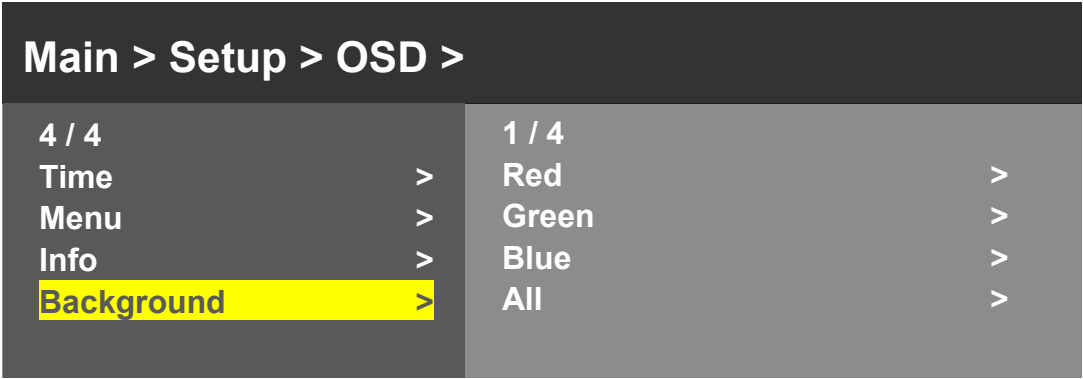 Main > Setup > OSD >
4 / 4
Time >
Menu >
Info >
Background >
1 / 4
Red >
Green >
Blue >
All >